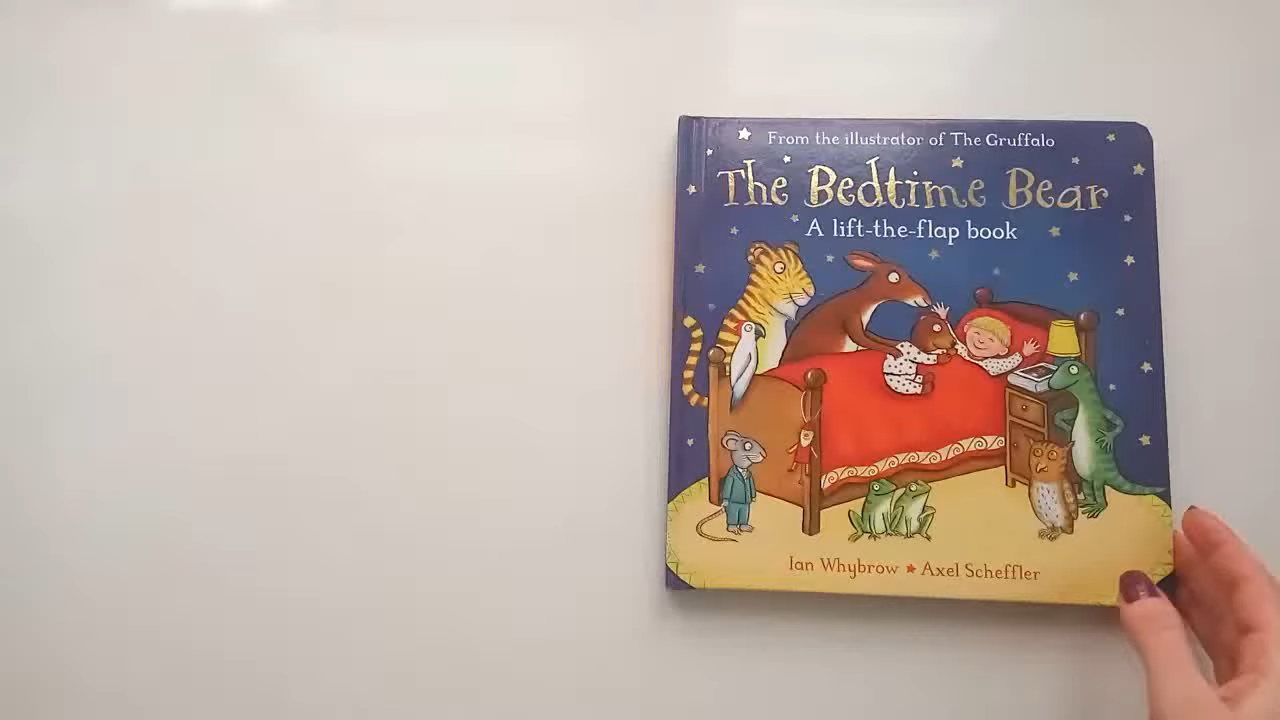 From the illustrator of The Gruffalo
The Bedtime Bear
A lift-the-flap book
Ian Whybrow ★ Axel Scheffler